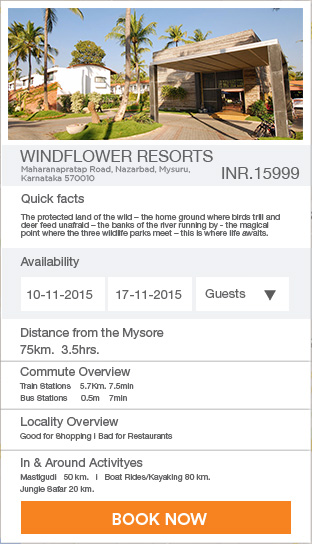 WINDFLOWER RESORTS
Maharanapratap Road, Nazarbad, Mysuru,
Karnataka 570010
INR.15999
Quick facts
The protected land of the wild – the home ground where birds trill and
deer feed unafraid – the banks of the river running by - the magical
point where the three wildlife parks meet – this is where life awaits.
Availability
10-11-2015 17-11-2015 Guests ▼
Distance from the Mysore
75km. 3.5hrs.
Commute Overview
Train Stations 5.7Km. 7.5min
Bus Stations 0.5m 7min
Locality Overview
Good for Shopping I Bad for Restaurants
In & Around Activityes
Mastigudi 50 km. I Boat Rides/Kayaking 80 km.
Jungle Safar 20 km.
BOOK NOW